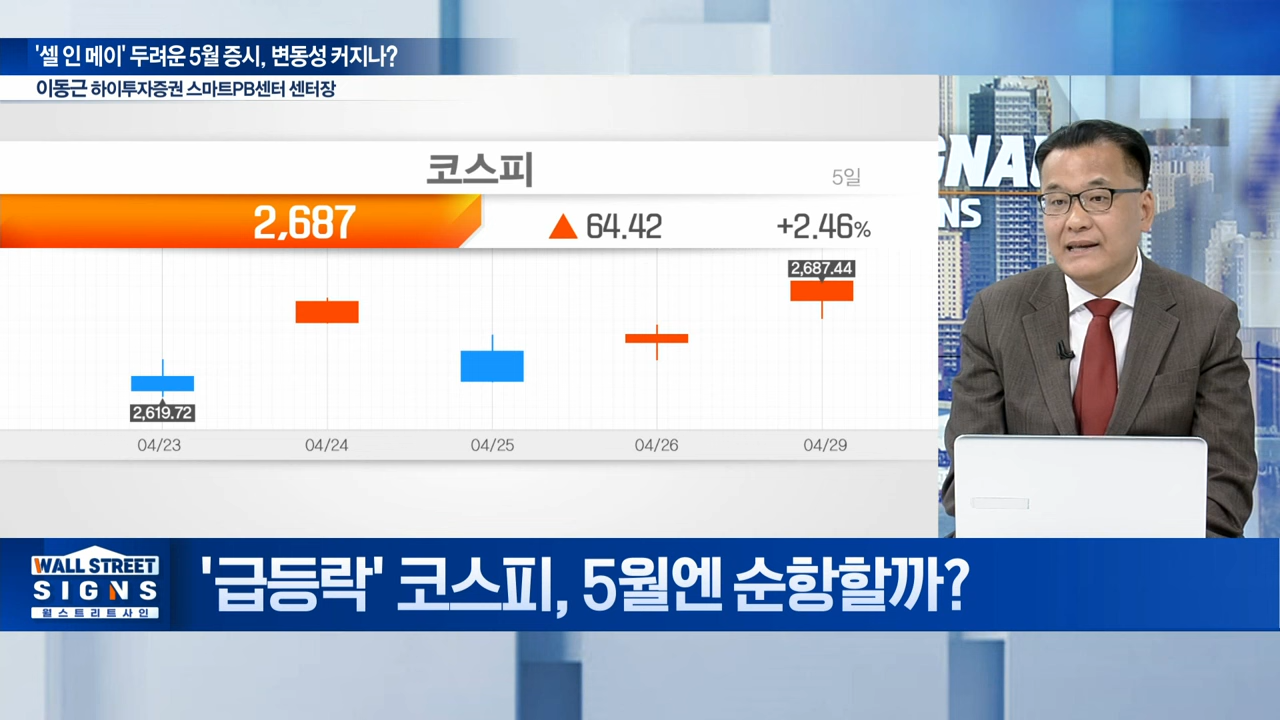 '셀 인 메이' 두려운 5월 증시, 변동성 커지나?
이동근 하이투자증권 스마트PB센터 센터장
코스피
5일
2,687
▲ 64.42
+2.46%
2,687.44
2,619.72
04/23
04/24
04/25
04/26
04/29
GNA
NS
WALL STREET
SIGNS
월스트리트사인
'급등락' 코스피, 5월엔 순항할까?